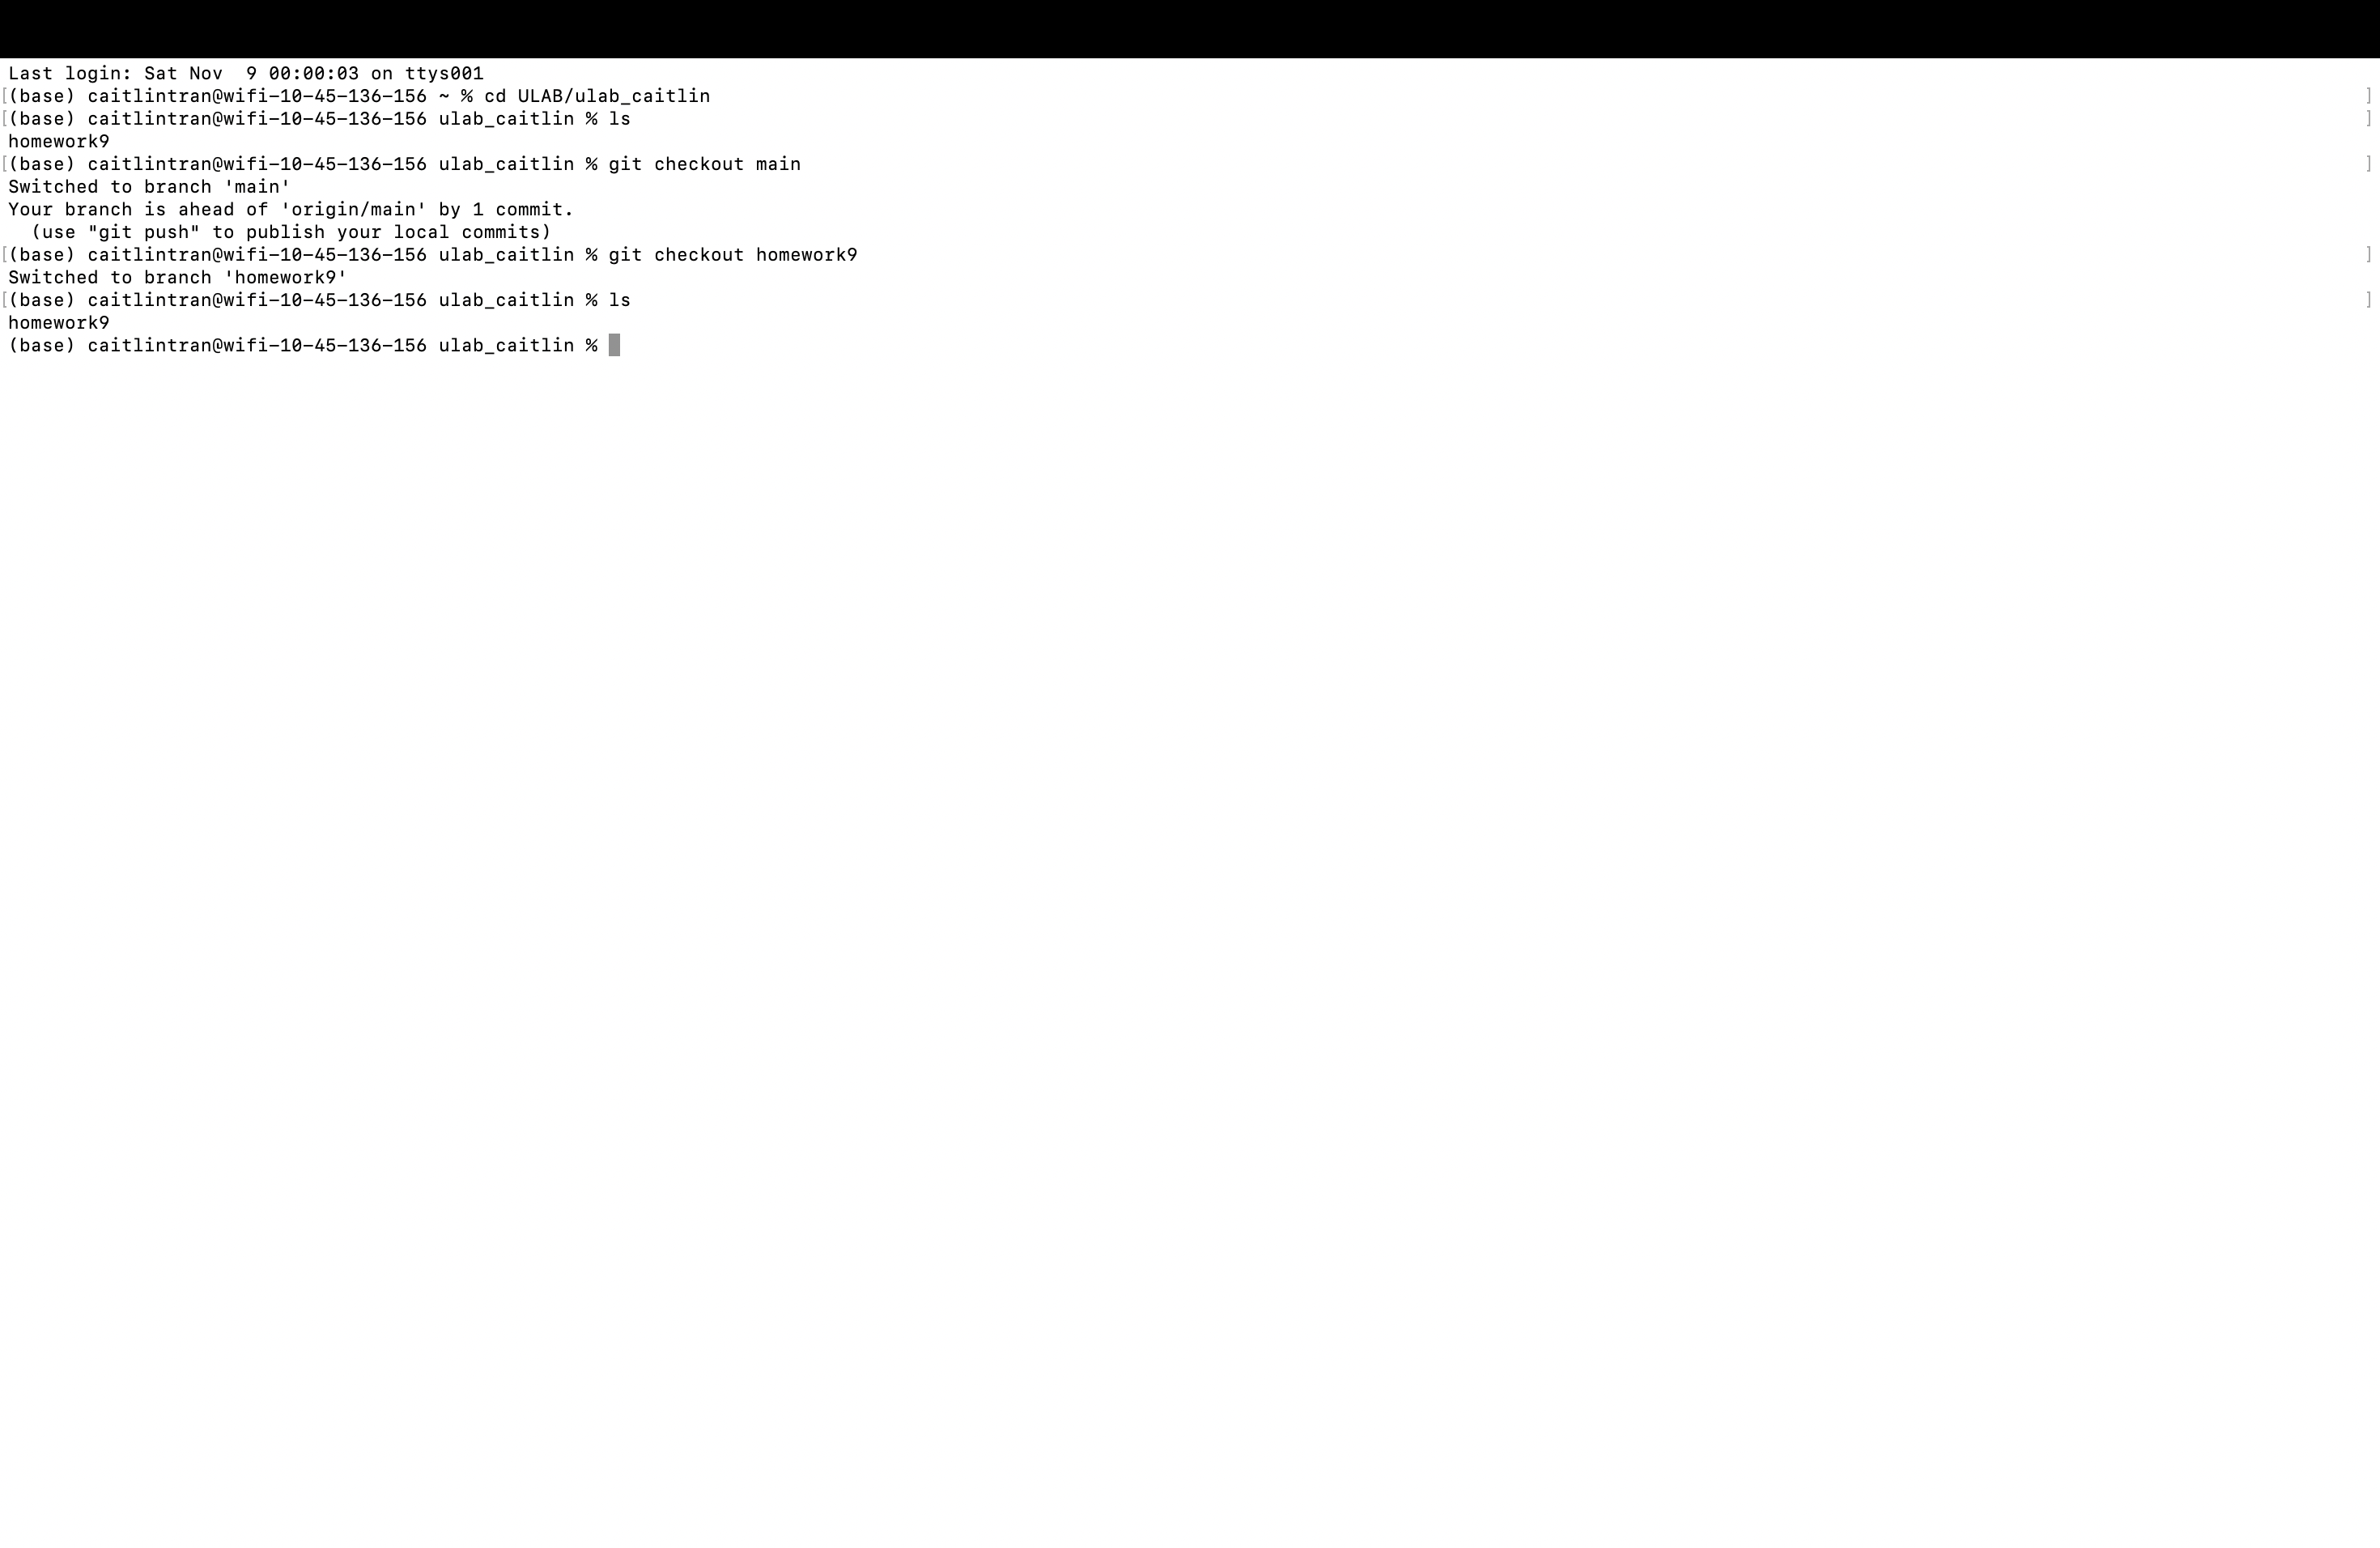 Last login: Sat Nov  9 00:00:03 on ttys001
[(base) caitlintran@wifi-10-45-136-156 ~ % cd ULAB/ulab_caitlin ]
[(base) caitlintran@wifi-10-45-136-156 ulab_caitlin % ls ]
homework9
[(base) caitlintran@wifi-10-45-136-156 ulab_caitlin % git checkout main ]
Switched to branch 'main'
Your branch is ahead of 'origin/main' by 1 commit.
  (use "git push" to publish your local commits)
[(base) caitlintran@wifi-10-45-136-156 ulab_caitlin % git checkout homework9 ]
Switched to branch 'homework9'
[(base) caitlintran@wifi-10-45-136-156 ulab_caitlin % ls ]
homework9
(base) caitlintran@wifi-10-45-136-156 ulab_caitlin %